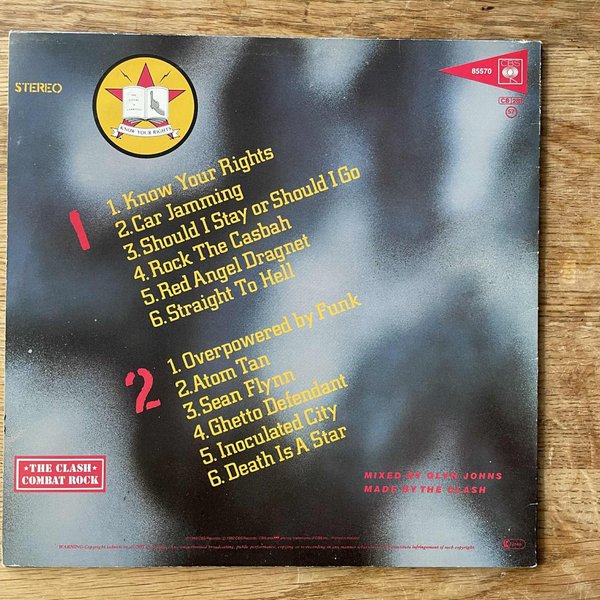 STEREO
KNOW YOUR RIGHTS
85570
CBS
CB 281
57
1
1. Know Your Rights
2. Car Jamming
3. Should I Stay or Should I Go
4. Rock The Casbah
5. Red Angel Dragnet
6. Straight To Hell
2
1. Overpowered by Funk
2. Atom Tan
3. Sean Flynn
4. Ghetto Defendant
5. Inoculated City
6. Death Is A Star
★THE CLASH★
COMBAT ROCK
MIXED BY GLYN JOHNS
MADE BY THE CLASH